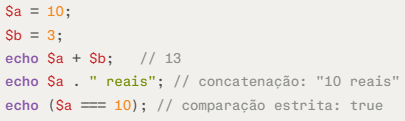 $a = 10;
$b = 3;
echo $a + $b;   // 13
echo $a . " reais"; // concatenação: "10 reais"
echo ($a === 10); // comparação estrita: true